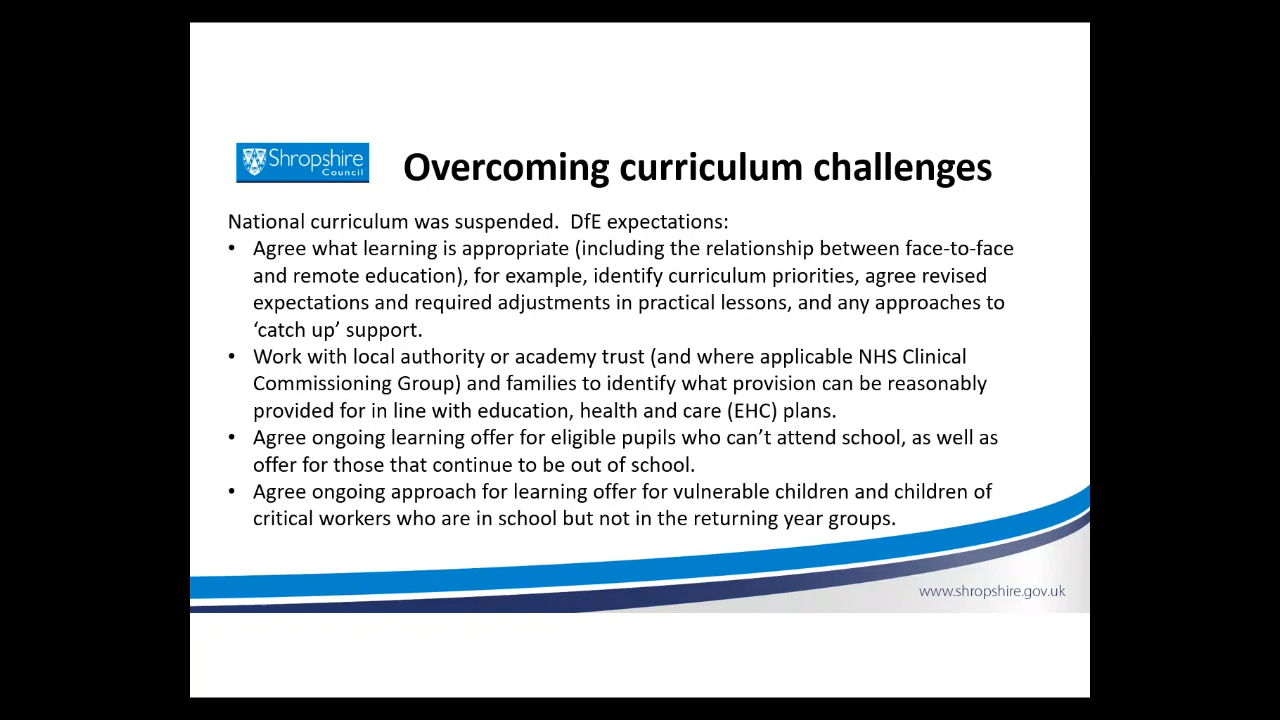 Shropshire
Council
Overcoming curriculum challenges
National curriculum was suspended.  DfE expectations:
• Agree what learning is appropriate (including the relationship between face-to-face
and remote education), for example, identify curriculum priorities, agree revised
expectations and required adjustments in practical lessons, and any approaches to
‘catch up’ support.
• Work with local authority or academy trust (and where applicable NHS Clinical
Commissioning Group) and families to identify what provision can be reasonably
provided for in line with education, health and care (EHC) plans.
• Agree ongoing learning offer for eligible pupils who can’t attend school, as well as
offer for those that continue to be out of school.
• Agree ongoing approach for learning offer for vulnerable children and children of
critical workers who are in school but not in the returning year groups.
www.shropshire.gov.uk